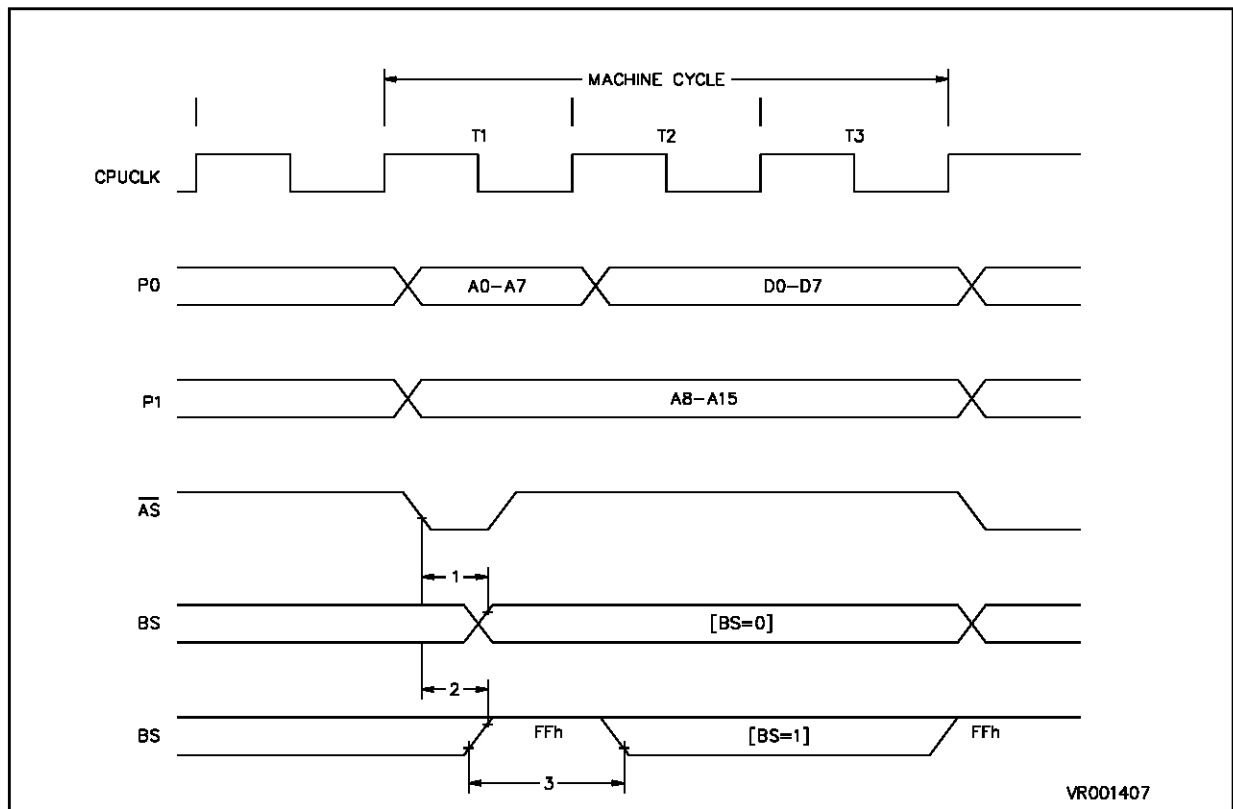 MACHINE CYCLE
T1 T2 T3
CPUCLK
P0 A0-A7 D0-D7
P1 A8-A15
A̅S̅
1
BS [BS=0]
2
BS FFh [BS=1] FFh
3
VR001407